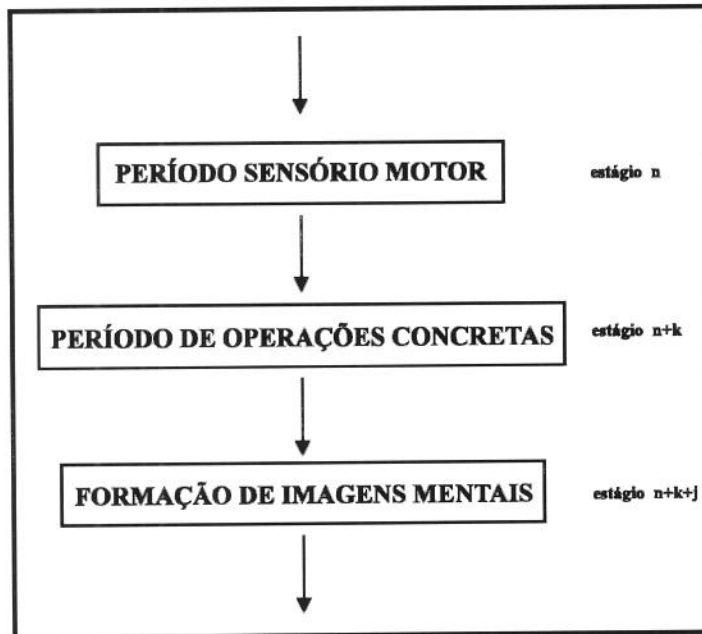 PERÍODO SENSÓRIO MOTOR estágio n
PERÍODO DE OPERAÇÕES CONCRETAS estágio n+k
FORMAÇÃO DE IMAGENS MENTAIS estágio n+k+j